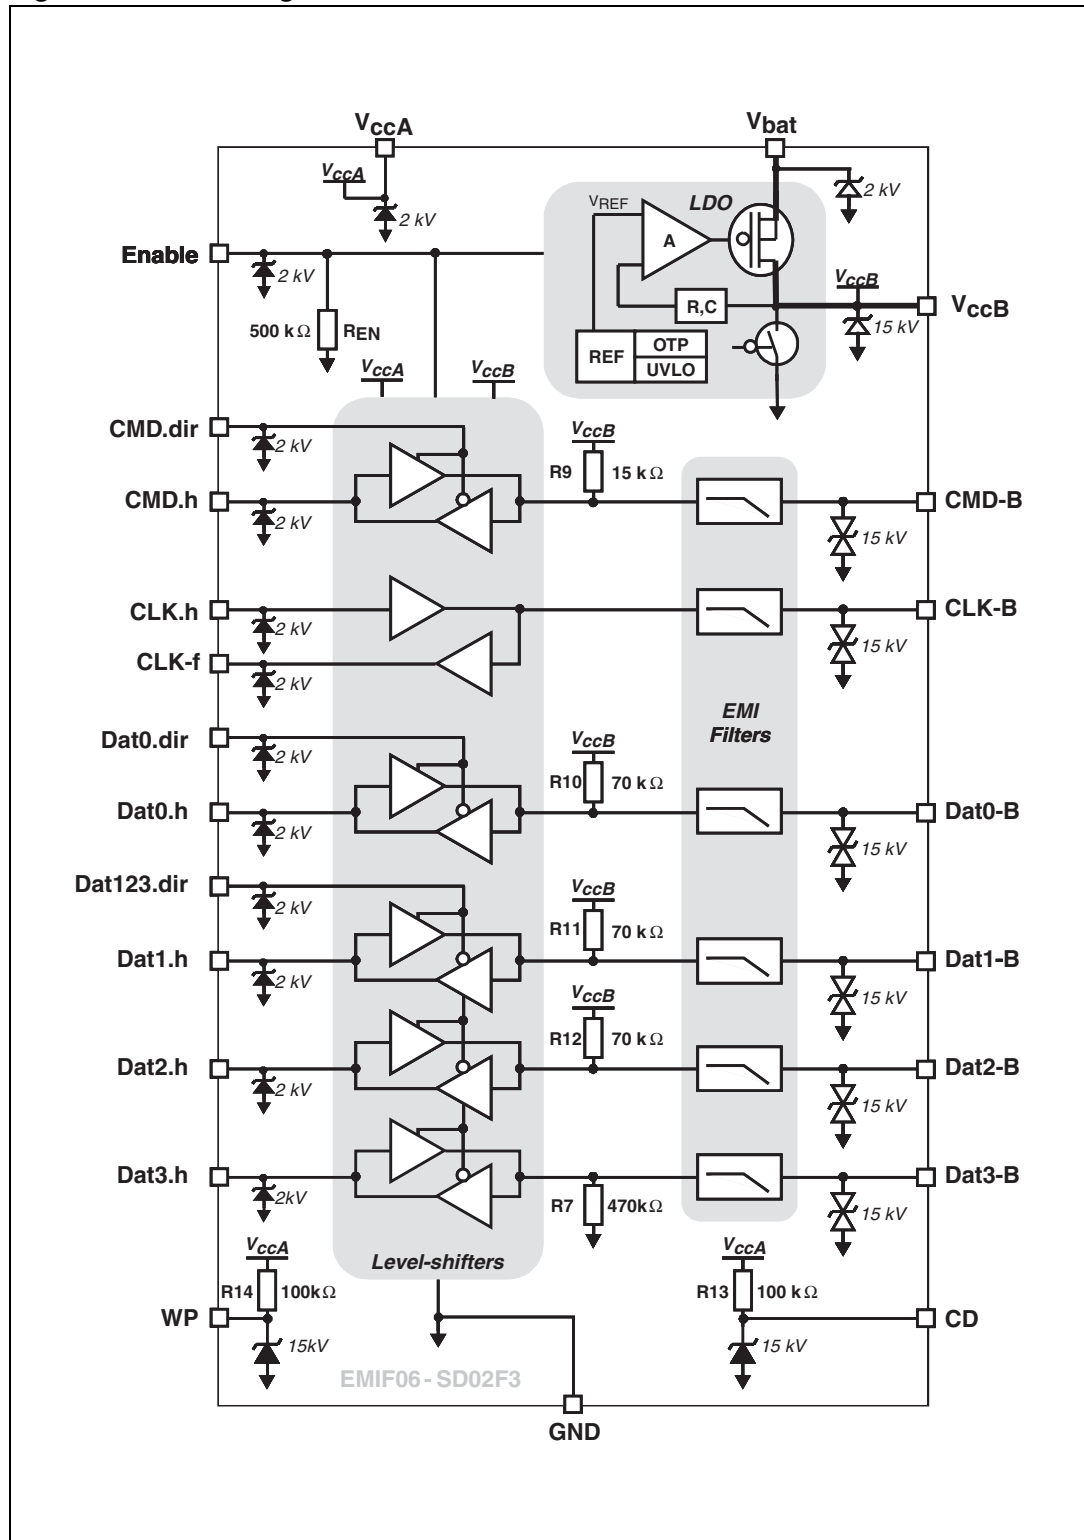 VccA
Vbat
VccA
2 kV
2 kV
VREF
LDO
A
Enable
2 kV
VccB
VccB
15 kV
R,C
500 kΩ
REN
REF
OTP
UVLO
VccA
VccB
CMD.dir
2 kV
VccB
R9
15 kΩ
CMD.h
2 kV
CMD-B
15 kV
CLK.h
2 kV
CLK-B
15 kV
CLK-f
2 kV
EMI
Filters
Dat0.dir
2 kV
VccB
R10
70 kΩ
Dat0.h
2 kV
Dat0-B
15 kV
Dat123.dir
2 kV
VccB
R11
70 kΩ
Dat1.h
2 kV
Dat1-B
15 kV
VccB
R12
70 kΩ
Dat2.h
2 kV
Dat2-B
15 kV
Dat3.h
2kV
R7
470kΩ
Dat3-B
15 kV
VccA
R14
100kΩ
Level-shifters
VccA
R13
100 kΩ
WP
15kV
CD
15 kV
EMIF06 - SD02F3
GND